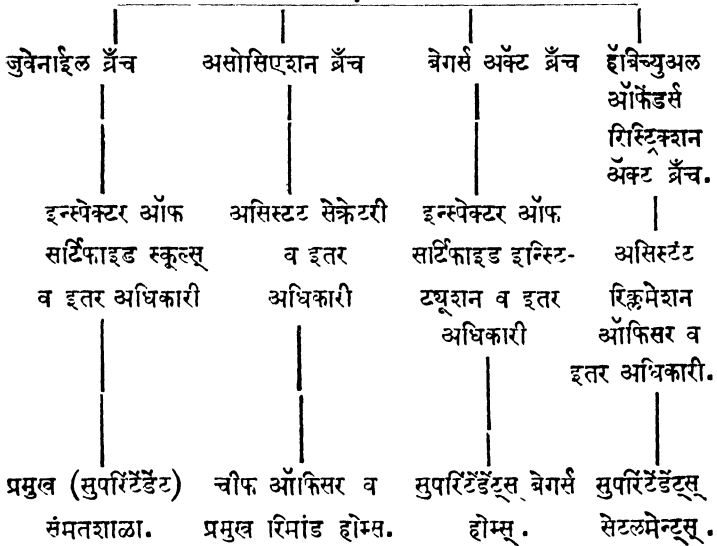 जुवेनाईल ब्रँच
असोसिएशन ब्रँच
बेगर्स अॅक्ट ब्रँच
हॅबिच्युअल
ऑफेंडर्स
रिस्ट्रिक्शन
अॅक्ट ब्रँच.
इन्स्पेक्टर ऑफ
सार्टिफाइड स्कूल्स्
व इतर अधिकारी
असिस्टट सेक्रेटरी
व इतर
अधिकारी
इन्स्पेक्टर ऑफ
सार्टिफाइड इन्स्टि-
ट्यूशन व इतर
अधिकारी
असिस्टंट
रिक्लमेशन
ऑफिसर व
इतर अधिकारी.
प्रमुख (सुपरिंटेंडेंट)
संमतशाळा.
चीफ ऑफिसर व
प्रमुख रिमांड होम्स.
सुपरिंटेंडेंट्स् बेगर्स
होम्स्.
सुपरिंटेंडेंट्स्
सेटलमेन्ट्स्.